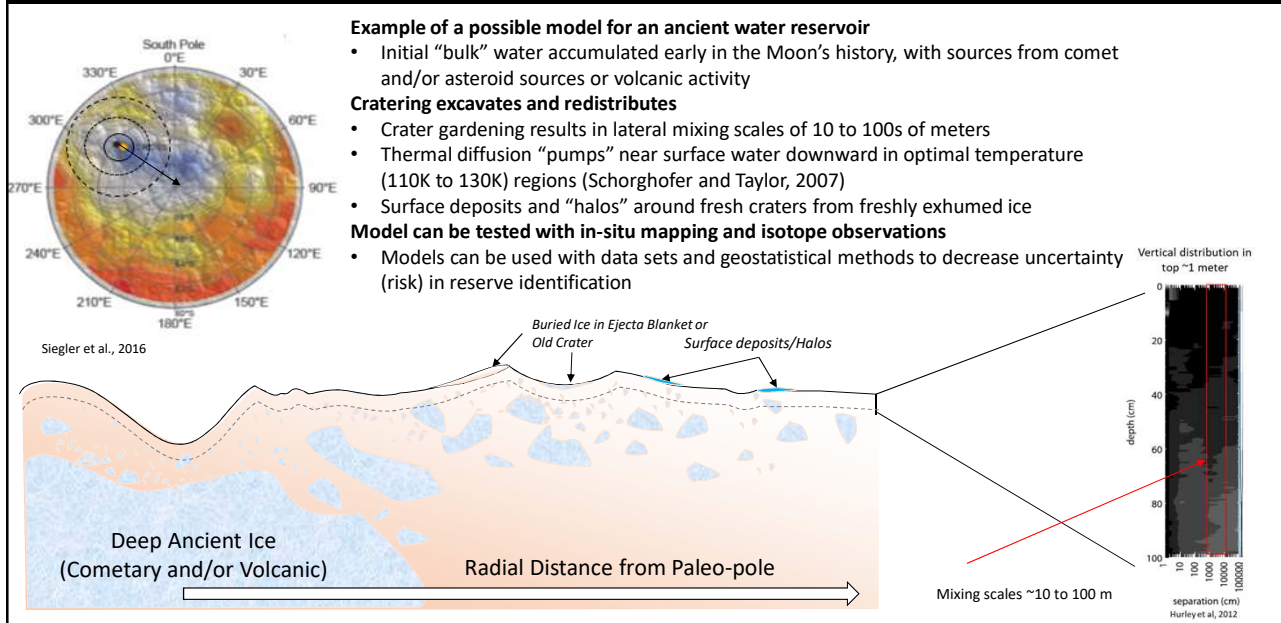 Example of a possible model for an ancient water reservoir
• Initial “bulk” water accumulated early in the Moon’s history, with sources from comet
and/or asteroid sources or volcanic activity
Cratering excavates and redistributes
• Crater gardening results in lateral mixing scales of 10 to 100s of meters
• Thermal diffusion “pumps” near surface water downward in optimal temperature
(110K to 130K) regions (Schorghofer and Taylor, 2007)
• Surface deposits and “halos” around fresh craters from freshly exhumed ice
Model can be tested with in-situ mapping and isotope observations
• Models can be used with data sets and geostatistical methods to decrease uncertainty
(risk) in reserve identification
South Pole
0°E
330°E
30°E
300°E
60°E
270°E
90°E
240°E
120°E
210°E
150°E
180°E
Siegler et al., 2016
Buried Ice in Ejecta Blanket or
Old Crater
Surface deposits/Halos
Deep Ancient Ice
(Cometary and/or Volcanic)
Radial Distance from Paleo-pole
Mixing scales ~10 to 100 m
Vertical distribution in
top ~1 meter
0
20
40
60
80
100
depth (cm)
1
10
100
1000
10000
100000
separation (cm)
Hurley et al, 2012